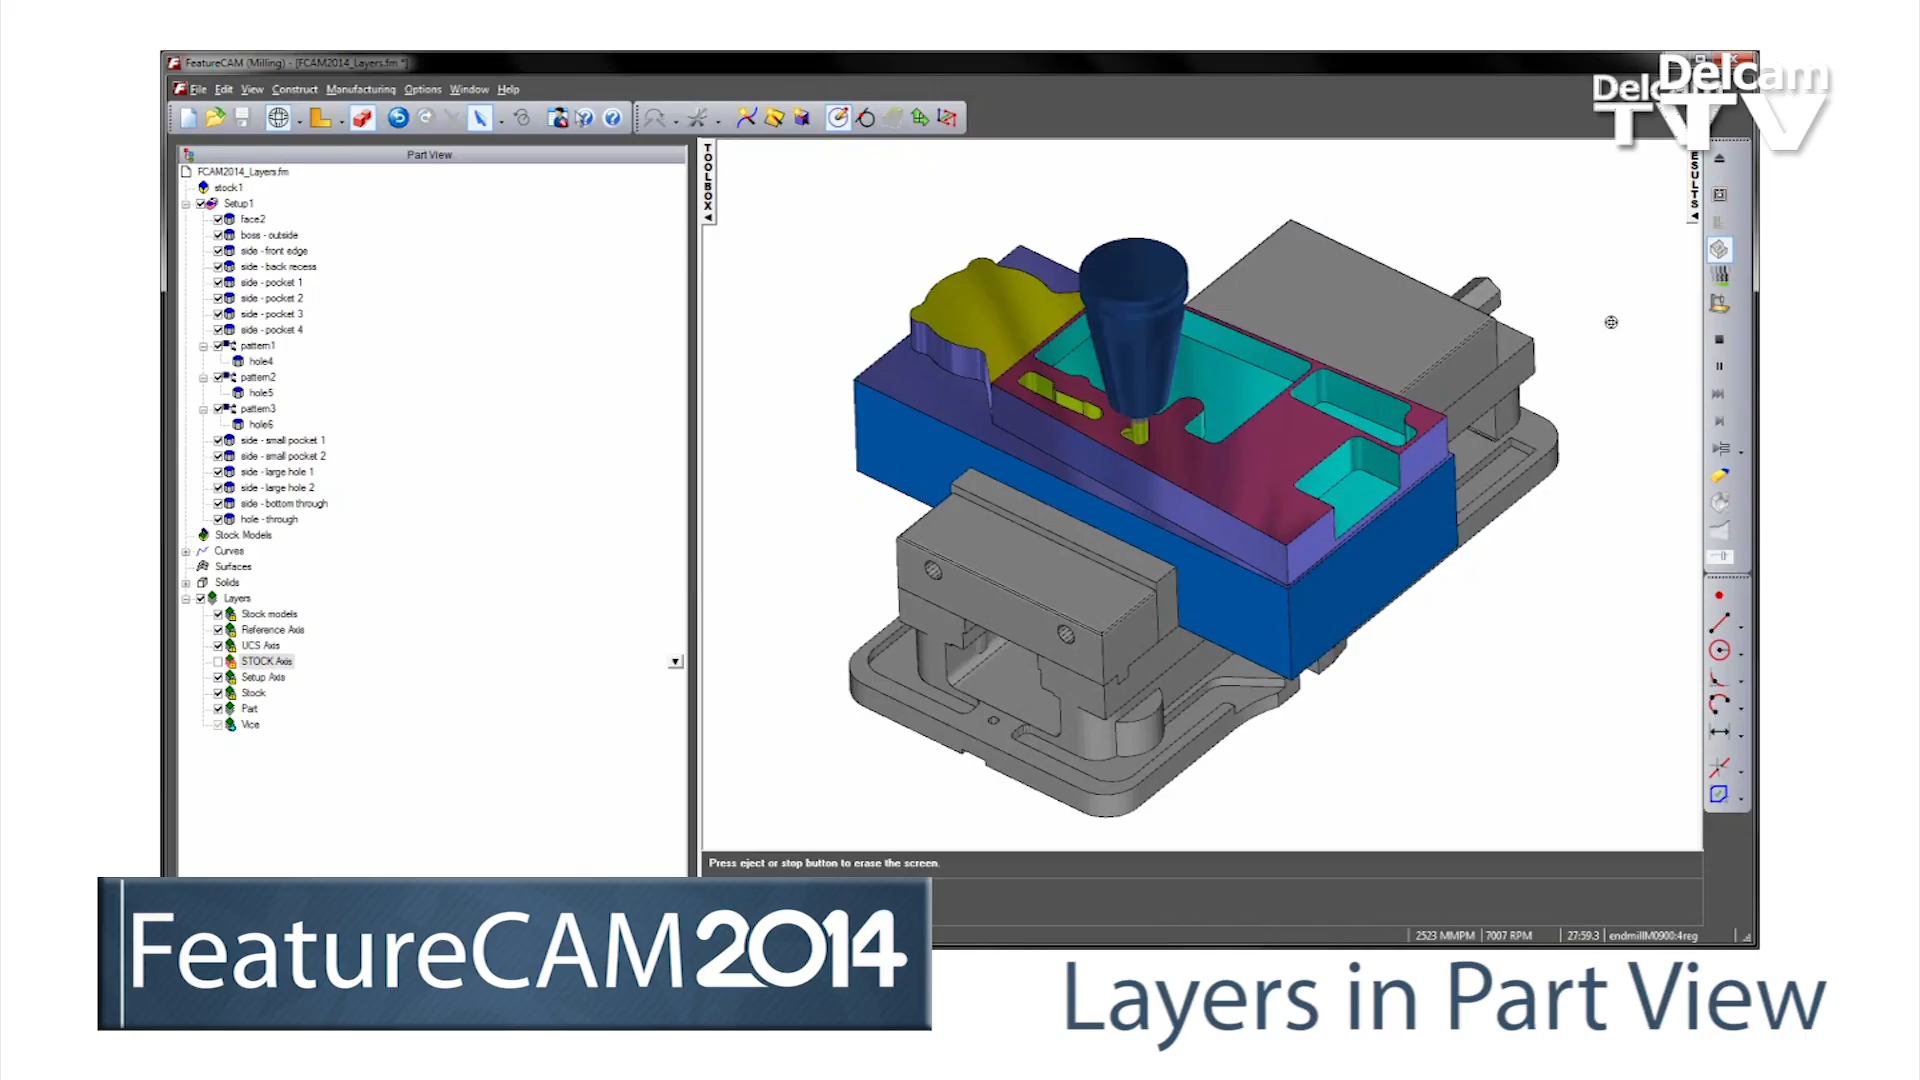 FeatureCAM (Milling) - [FCAM2014_Layers.fm *]
Delcam
TV
File Edit View Construct Manufacturing Options Window Help
Part View
FCAM2014_Layers.fm
stock1
Setup1
face2
boss - outside
side - front edge
side - back recess
side - pocket 1
side - pocket 2
side - pocket 3
side - pocket 4
pattern1
hole4
pattern2
hole5
pattern3
hole6
side - small pocket 1
side - small pocket 2
side - large hole 1
side - large hole 2
side - bottom through
hole - through
Stock Models
Curves
Surfaces
Solids
Layers
Stock models
Reference Axis
UCS Axis
STOCK Axis
Setup Axis
Stock
Part
Vice
TOOLBOX
ESULTS
Press eject or stop button to erase the screen.
2523 MMPM 7007 RPM 27:59.3 endmillM0900:4reg
FeatureCAM2014
Layers in Part View